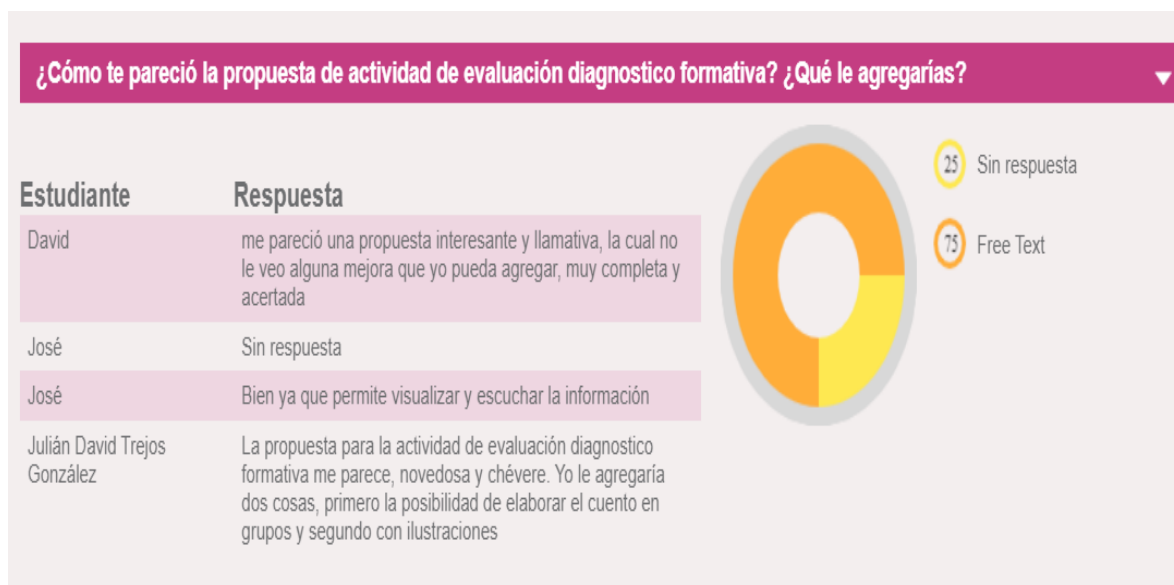 ¿Cómo te pareció la propuesta de actividad de evaluación diagnostico formativa? ¿Qué le agregarías?
Estudiante Respuesta
David me pareció una propuesta interesante y llamativa, la cual no
le veo alguna mejora que yo pueda agregar, muy completa y
acertada
José Sin respuesta
José Bien ya que permite visualizar y escuchar la información
Julián David Trejos La propuesta para la actividad de evaluación diagnostico
González formativa me parece, novedosa y chévere. Yo le agregaría
dos cosas, primero la posibilidad de elaborar el cuento en
grupos y segundo con ilustraciones
25 Sin respuesta
75 Free Text